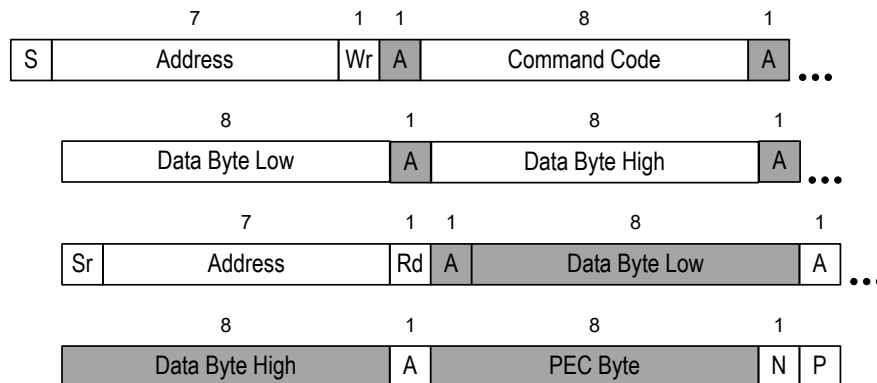 7 1 1 8 1
S Address Wr A Command Code A ...
8 1 8 1
Data Byte Low A Data Byte High A ...
7 1 1 8 1
Sr Address Rd A Data Byte Low A ...
8 1 8 1
Data Byte High A PEC Byte N P